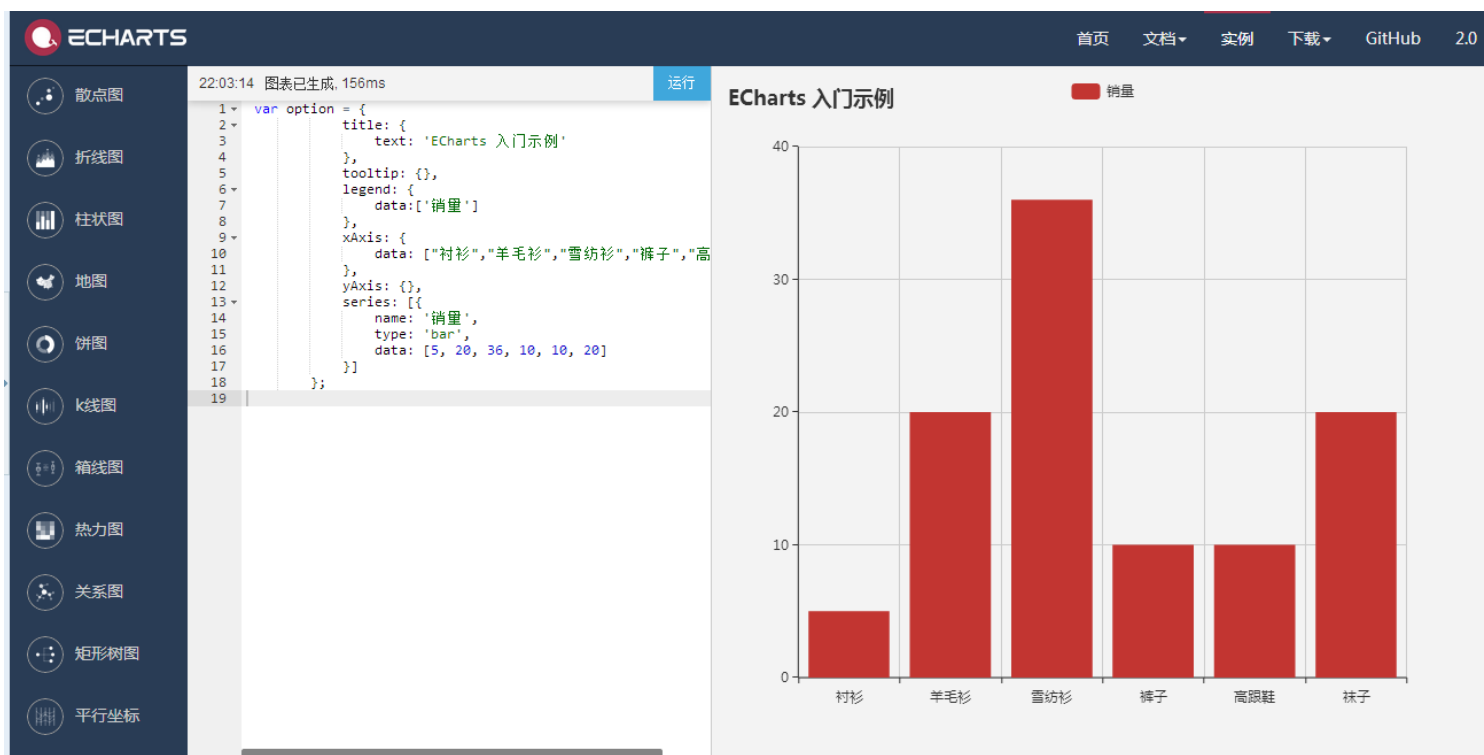 ECHARTS
首页 文档 实例 下载 GitHub 2.0
散点图
折线图
柱状图
地图
饼图
k线图
箱线图
热力图
关系图
矩形树图
平行坐标
22:03:14 图表已生成, 156ms
运行
1 var option = {
2 title: {
3 text: 'ECharts 入门示例'
4 },
5 tooltip: {},
6 legend: {
7 data:['销量']
8 },
9 xAxis: {
10 data: ["衬衫","羊毛衫","雪纺衫","裤子","高
11 },
12 yAxis: {},
13 series: [{
14 name: '销量',
15 type: 'bar',
16 data: [5, 20, 36, 10, 10, 20]
17 }]
18 };
19
ECharts 入门示例
销量
40
30
20
10
0
衬衫 羊毛衫 雪纺衫 裤子 高跟鞋 袜子